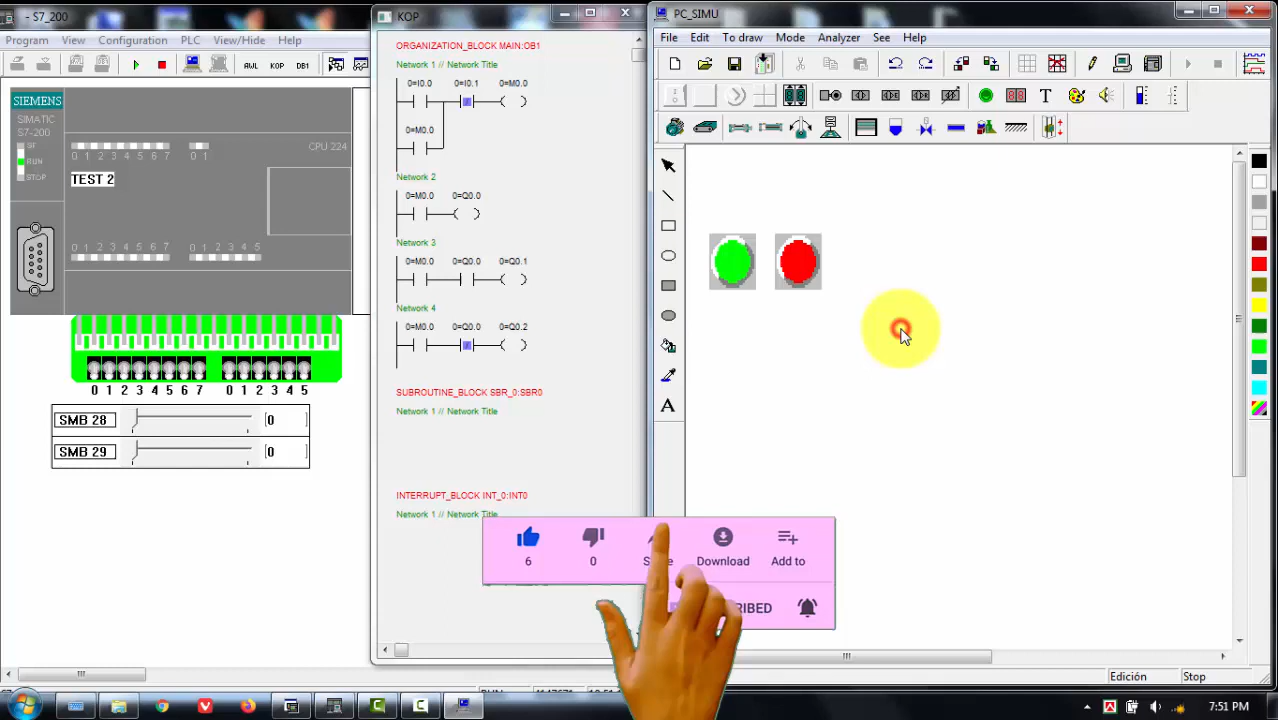 - S7_200
Program View Configuration PLC View/Hide Help
AWL KOP DB1
SIEMENS
SIMATIC
S7-200
SF
RUN
STOP
0 1 2 3 4 5 6 7 0 1
CPU 224
TEST 2
0 1 2 3 4 5 6 7 0 1 2 3 4 5
0 1 2 3 4 5 6 7 0 1 2 3 4 5
SMB 28 [0 ]
SMB 29 [0 ]
KOP
ORGANIZATION_BLOCK MAIN:OB1
Network 1 // Network Title
0=I0.0 0=I0.1 0=M0.0
0=M0.0
Network 2
0=M0.0 0=Q0.0
Network 3
0=M0.0 0=Q0.0 0=Q0.1
Network 4
0=M0.0 0=Q0.0 0=Q0.2
SUBROUTINE_BLOCK SBR_0:SBR0
Network 1 // Network Title
INTERRUPT_BLOCK INT_0:INT0
Network 1 // Network Title
PC_SIMU
File Edit To draw Mode Analyzer See Help
T
A
6 0 Download Add to
Edición Stop
7:51 PM